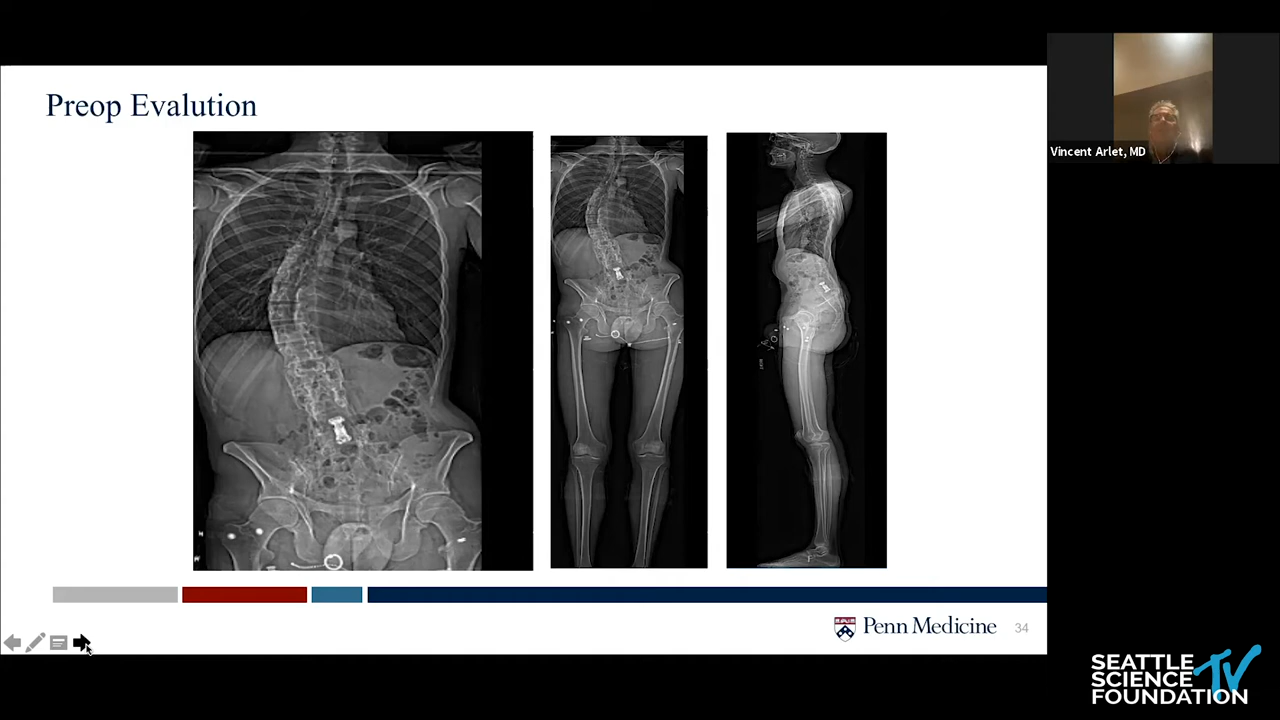 Preop Evalution
Vincent Arlet, MD
Penn Medicine
34
SEATTLE
SCIENCE TV
FOUNDATION